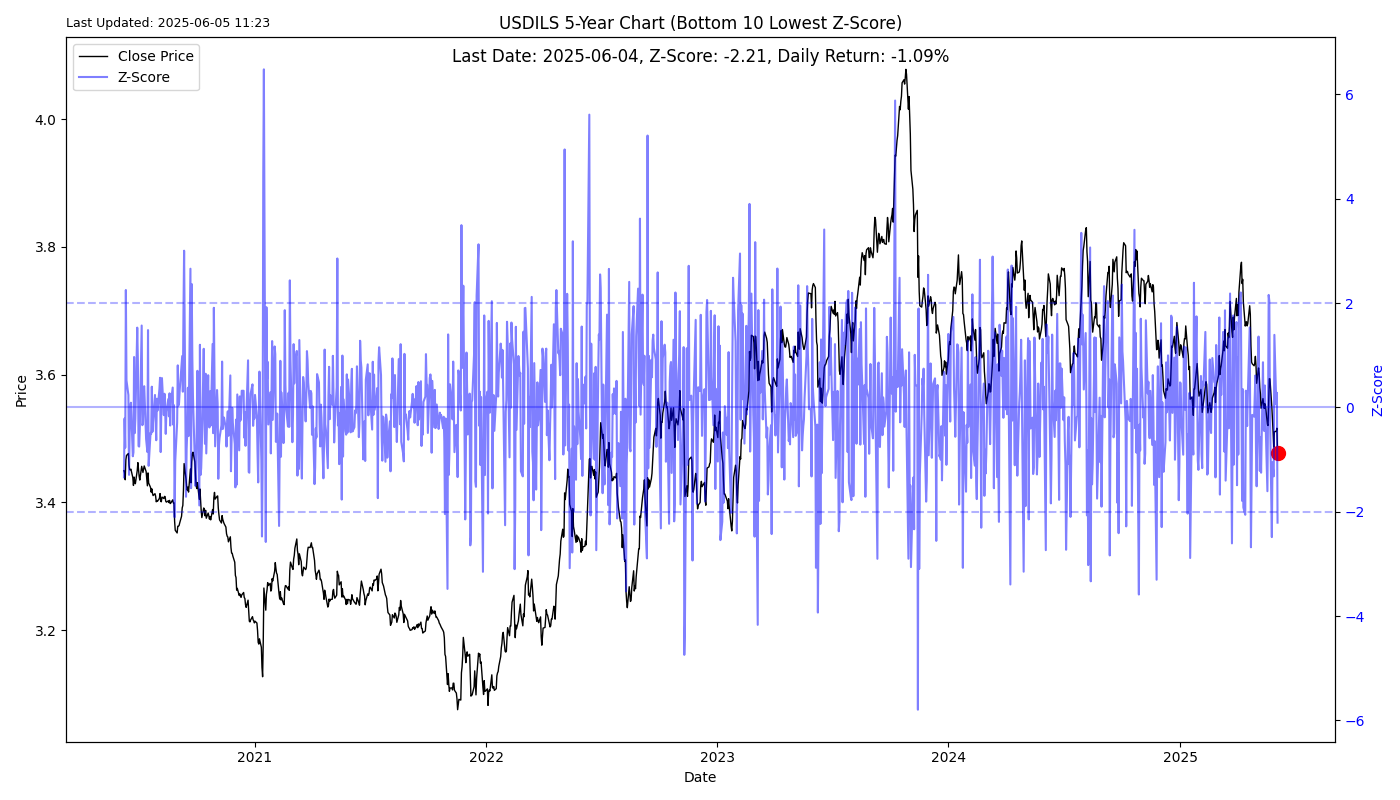 Last Updated: 2025-06-05 11:23
USDILS 5-Year Chart (Bottom 10 Lowest Z-Score)
Last Date: 2025-06-04, Z-Score: -2.21, Daily Return: -1.09%
Close Price
Z-Score
4.0
3.8
3.6
3.4
3.2
Price
6
4
2
0
−2
−4
−6
Z-Score
2021
2022
2023
2024
2025
Date